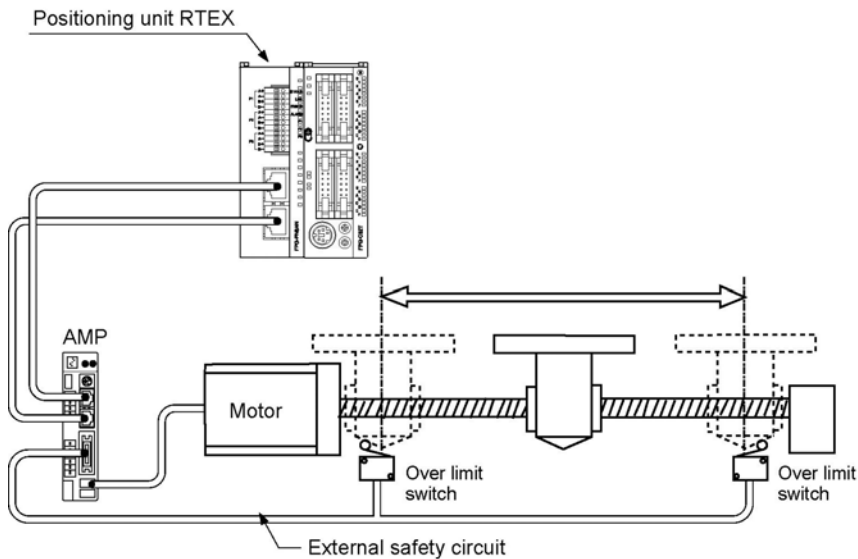 Positioning unit RTEX
AMP
Motor
Over limit
switch
Over limit
switch
External safety circuit